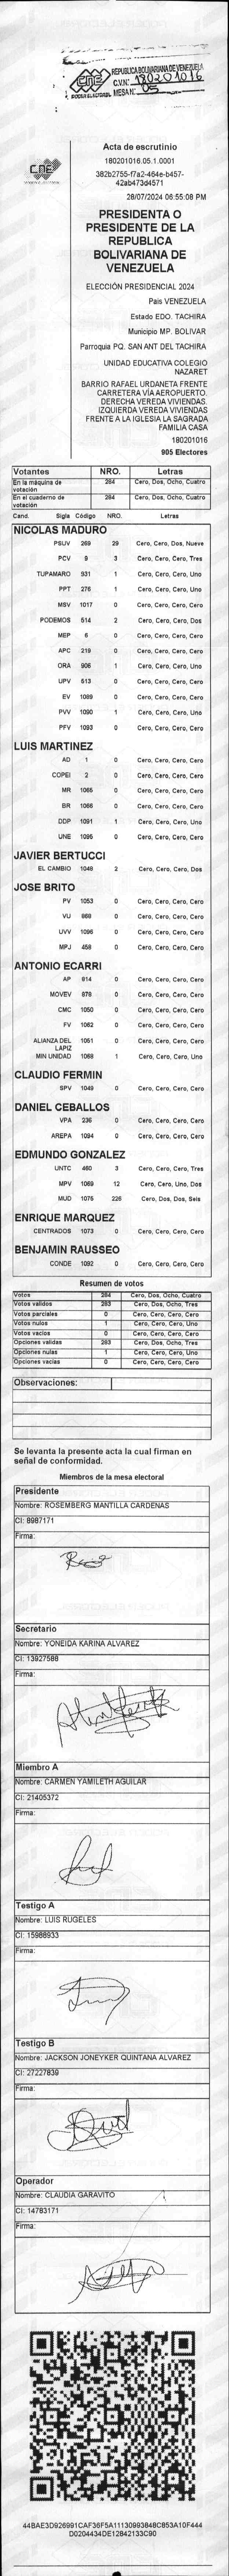 REPUBLICA BOLIVARIANA DE VENEZUELA
CNE C.V.N°: 180201016
PODER ELECTORAL MESA N°: 05
CNE
Acta de escrutinio
180201016.05.1.0001
382b2755-f7a2-464e-b457-
42ab473d4571
28/07/2024 06:55:08 PM
PRESIDENTA O
PRESIDENTE DE LA
REPUBLICA
BOLIVARIANA DE
VENEZUELA
ELECCIÓN PRESIDENCIAL 2024
Pais VENEZUELA
Estado EDO. TACHIRA
Municipio MP. BOLIVAR
Parroquia PQ. SAN ANT DEL TACHIRA
UNIDAD EDUCATIVA COLEGIO
NAZARET
BARRIO RAFAEL URDANETA FRENTE
CARRETERA VÍA AEROPUERTO.
DERECHA VEREDA VIVIENDAS.
IZQUIERDA VEREDA VIVIENDAS
FRENTE A LA IGLESIA LA SAGRADA
FAMILIA CASA
180201016
905 Electores
Votantes NRO. Letras
En la máquina de votación 284 Cero, Dos, Ocho, Cuatro
En el cuaderno de votación 284 Cero, Dos, Ocho, Cuatro
Cand. Sigla Código NRO. Letras
NICOLAS MADURO
PSUV 269 29 Cero, Cero, Dos, Nueve
PCV 9 3 Cero, Cero, Cero, Tres
TUPAMARO 931 1 Cero, Cero, Cero, Uno
PPT 276 1 Cero, Cero, Cero, Uno
MSV 1017 0 Cero, Cero, Cero, Cero
PODEMOS 514 2 Cero, Cero, Cero, Dos
MEP 6 0 Cero, Cero, Cero, Cero
APC 219 0 Cero, Cero, Cero, Cero
ORA 906 1 Cero, Cero, Cero, Uno
UPV 513 0 Cero, Cero, Cero, Cero
EV 1089 0 Cero, Cero, Cero, Cero
PVV 1090 1 Cero, Cero, Cero, Uno
PFV 1093 0 Cero, Cero, Cero, Cero
LUIS MARTINEZ
AD 1 0 Cero, Cero, Cero, Cero
COPEI 2 0 Cero, Cero, Cero, Cero
MR 1065 0 Cero, Cero, Cero, Cero
BR 1066 0 Cero, Cero, Cero, Cero
DDP 1091 1 Cero, Cero, Cero, Uno
UNE 1095 0 Cero, Cero, Cero, Cero
JAVIER BERTUCCI
EL CAMBIO 1048 2 Cero, Cero, Cero, Dos
JOSE BRITO
PV 1053 0 Cero, Cero, Cero, Cero
VU 868 0 Cero, Cero, Cero, Cero
UVV 1096 0 Cero, Cero, Cero, Cero
MPJ 458 0 Cero, Cero, Cero, Cero
ANTONIO ECARRI
AP 914 0 Cero, Cero, Cero, Cero
MOVEV 878 0 Cero, Cero, Cero, Cero
CMC 1050 0 Cero, Cero, Cero, Cero
FV 1062 0 Cero, Cero, Cero, Cero
ALIANZA DEL LAPIZ 1051 0 Cero, Cero, Cero, Cero
MIN UNIDAD 1068 1 Cero, Cero, Cero, Uno
CLAUDIO FERMIN
SPV 1049 0 Cero, Cero, Cero, Cero
DANIEL CEBALLOS
VPA 236 0 Cero, Cero, Cero, Cero
AREPA 1094 0 Cero, Cero, Cero, Cero
EDMUNDO GONZALEZ
UNTC 460 3 Cero, Cero, Cero, Tres
MPV 1069 12 Cero, Cero, Uno, Dos
MUD 1075 226 Cero, Dos, Dos, Seis
ENRIQUE MARQUEZ
CENTRADOS 1073 0 Cero, Cero, Cero, Cero
BENJAMIN RAUSSEO
CONDE 1092 0 Cero, Cero, Cero, Cero
Resumen de votos
Votos 284 Cero, Dos, Ocho, Cuatro
Votos validos 283 Cero, Dos, Ocho, Tres
Votos parciales 0 Cero, Cero, Cero, Cero
Votos nulos 1 Cero, Cero, Cero, Uno
Votos vacios 0 Cero, Cero, Cero, Cero
Opciones validas 283 Cero, Dos, Ocho, Tres
Opciones nulas 1 Cero, Cero, Cero, Uno
Opciones vacias 0 Cero, Cero, Cero, Cero
Observaciones:
Se levanta la presente acta la cual firman en
señal de conformidad.
Miembros de la mesa electoral
Presidente
Nombre: ROSEMBERG MANTILLA CARDENAS
CI: 8987171
Firma:
Secretario
Nombre: YONEIDA KARINA ALVAREZ
CI: 13927588
Firma:
Miembro A
Nombre: CARMEN YAMILETH AGUILAR
CI: 21405372
Firma:
Testigo A
Nombre: LUIS RUGELES
CI: 15988933
Firma:
Testigo B
Nombre: JACKSON JONEYKER QUINTANA ALVAREZ
CI: 27227839
Firma:
Operador
Nombre: CLAUDIA GARAVITO
CI: 14783171
Firma:
44BAE3D926991CAF36F5A11130993848C853A10F444
D0204434DE12842133C90